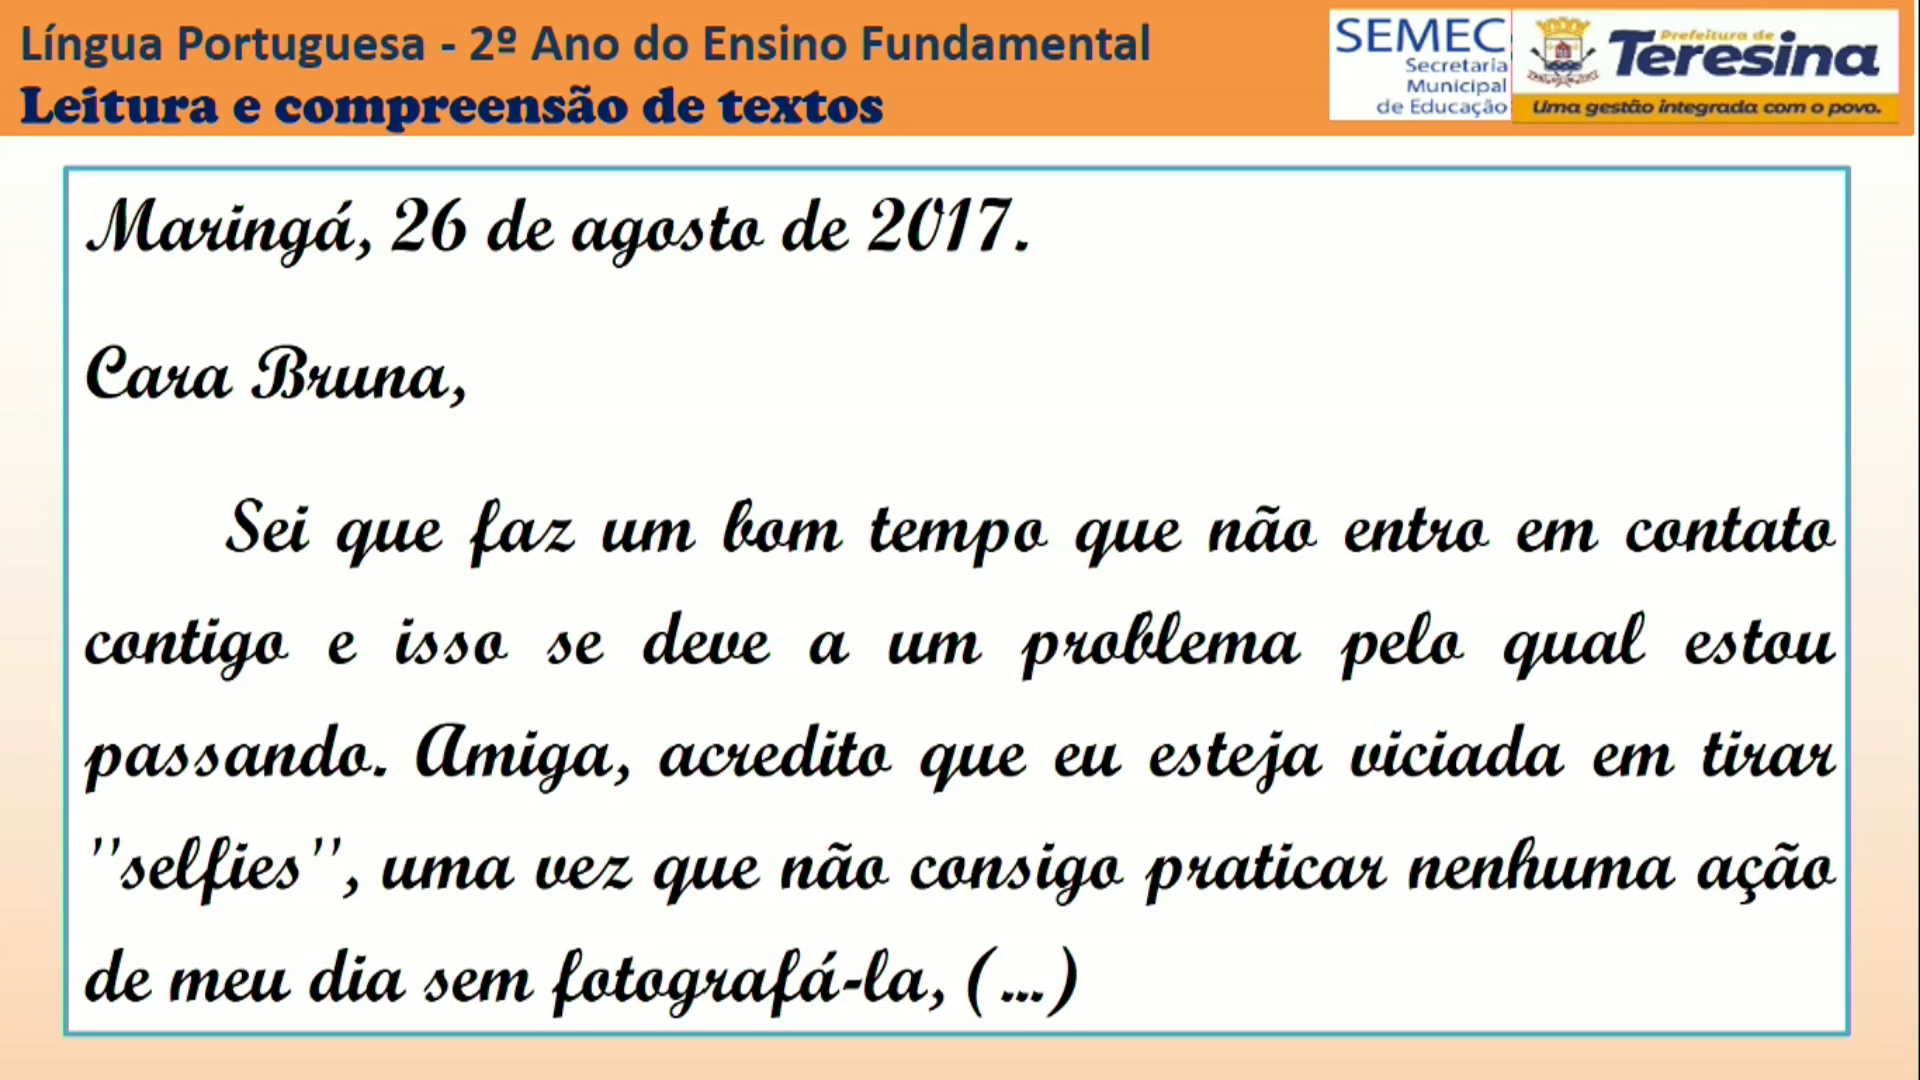 Língua Portuguesa - 2º Ano do Ensino Fundamental
Leitura e compreensão de textos
SEMEC
Secretaria
Municipal
de Educação
Prefeitura de
Teresina
Uma gestão integrada com o povo.
Maringá, 26 de agosto de 2017.
Cara Bruna,
Sei que faz um bom tempo que não entro em contato
contigo e isso se deve a um problema pelo qual estou
passando. Amiga, acredito que eu esteja viciada em tirar
''selfies'', uma vez que não consigo praticar nenhuma ação
de meu dia sem fotografá-la, (...)